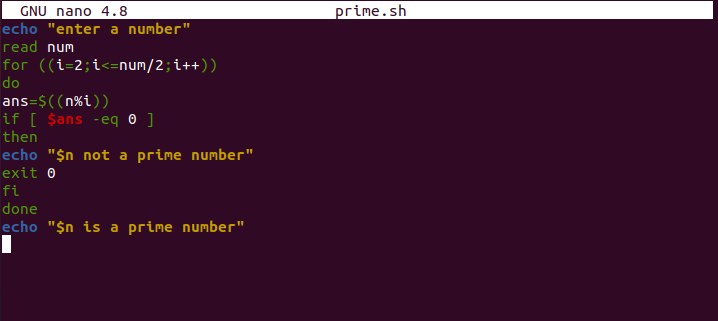 GNU nano 4.8 prime.sh
echo "enter a number"
read num
for ((i=2;i<=num/2;i++))
do
ans=$((n%i))
if [ $ans -eq 0 ]
then
echo "$n not a prime number"
exit 0
fi
done
echo "$n is a prime number"